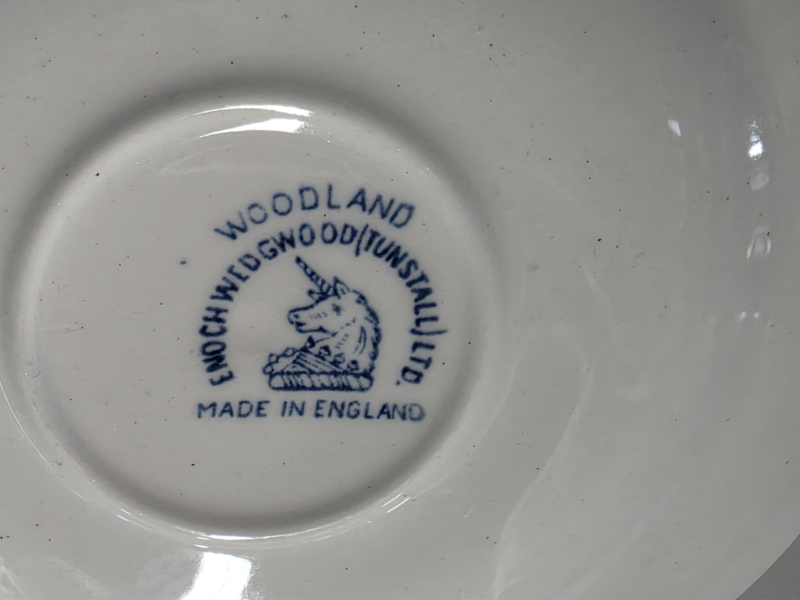 WOODLAND
ENOCH WEDGWOOD (TUNSTALL) LTD.
MADE IN ENGLAND